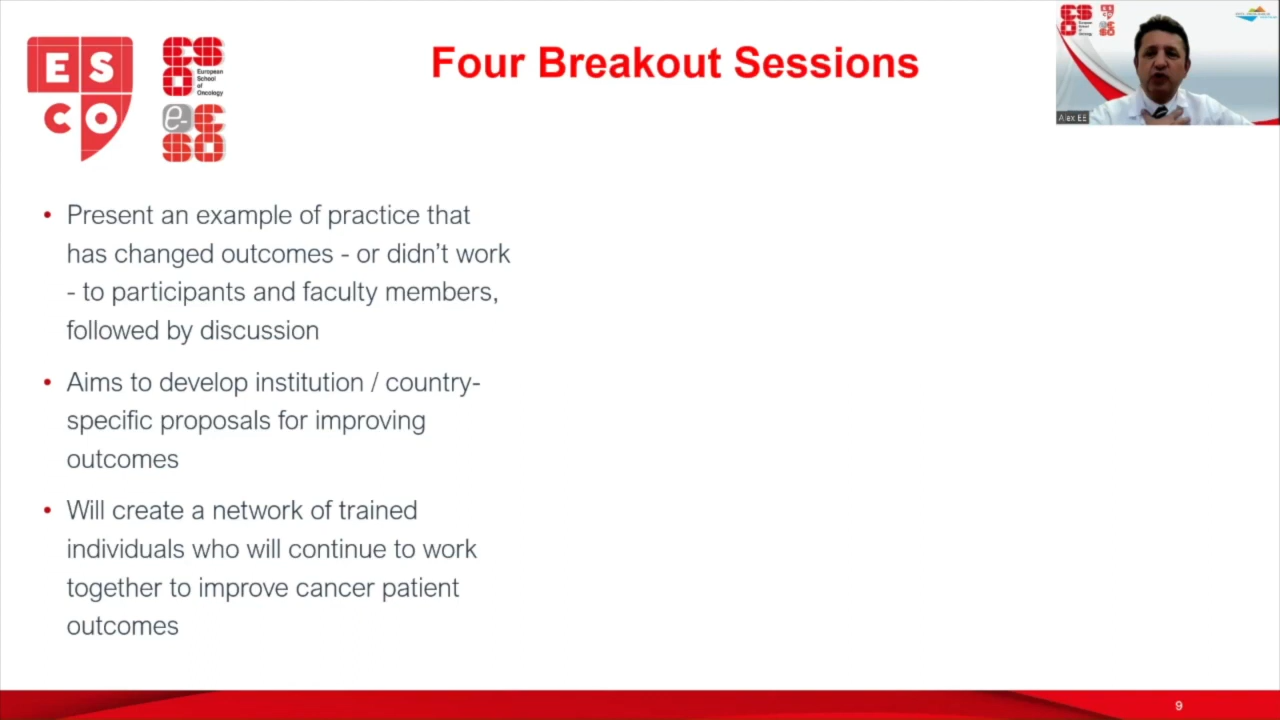 Four Breakout Sessions
E S
C O
European
School
of
Oncology
e-
ESO
Alex EE
• Present an example of practice that
has changed outcomes - or didn't work
- to participants and faculty members,
followed by discussion
• Aims to develop institution / country-
specific proposals for improving
outcomes
• Will create a network of trained
individuals who will continue to work
together to improve cancer patient
outcomes
9